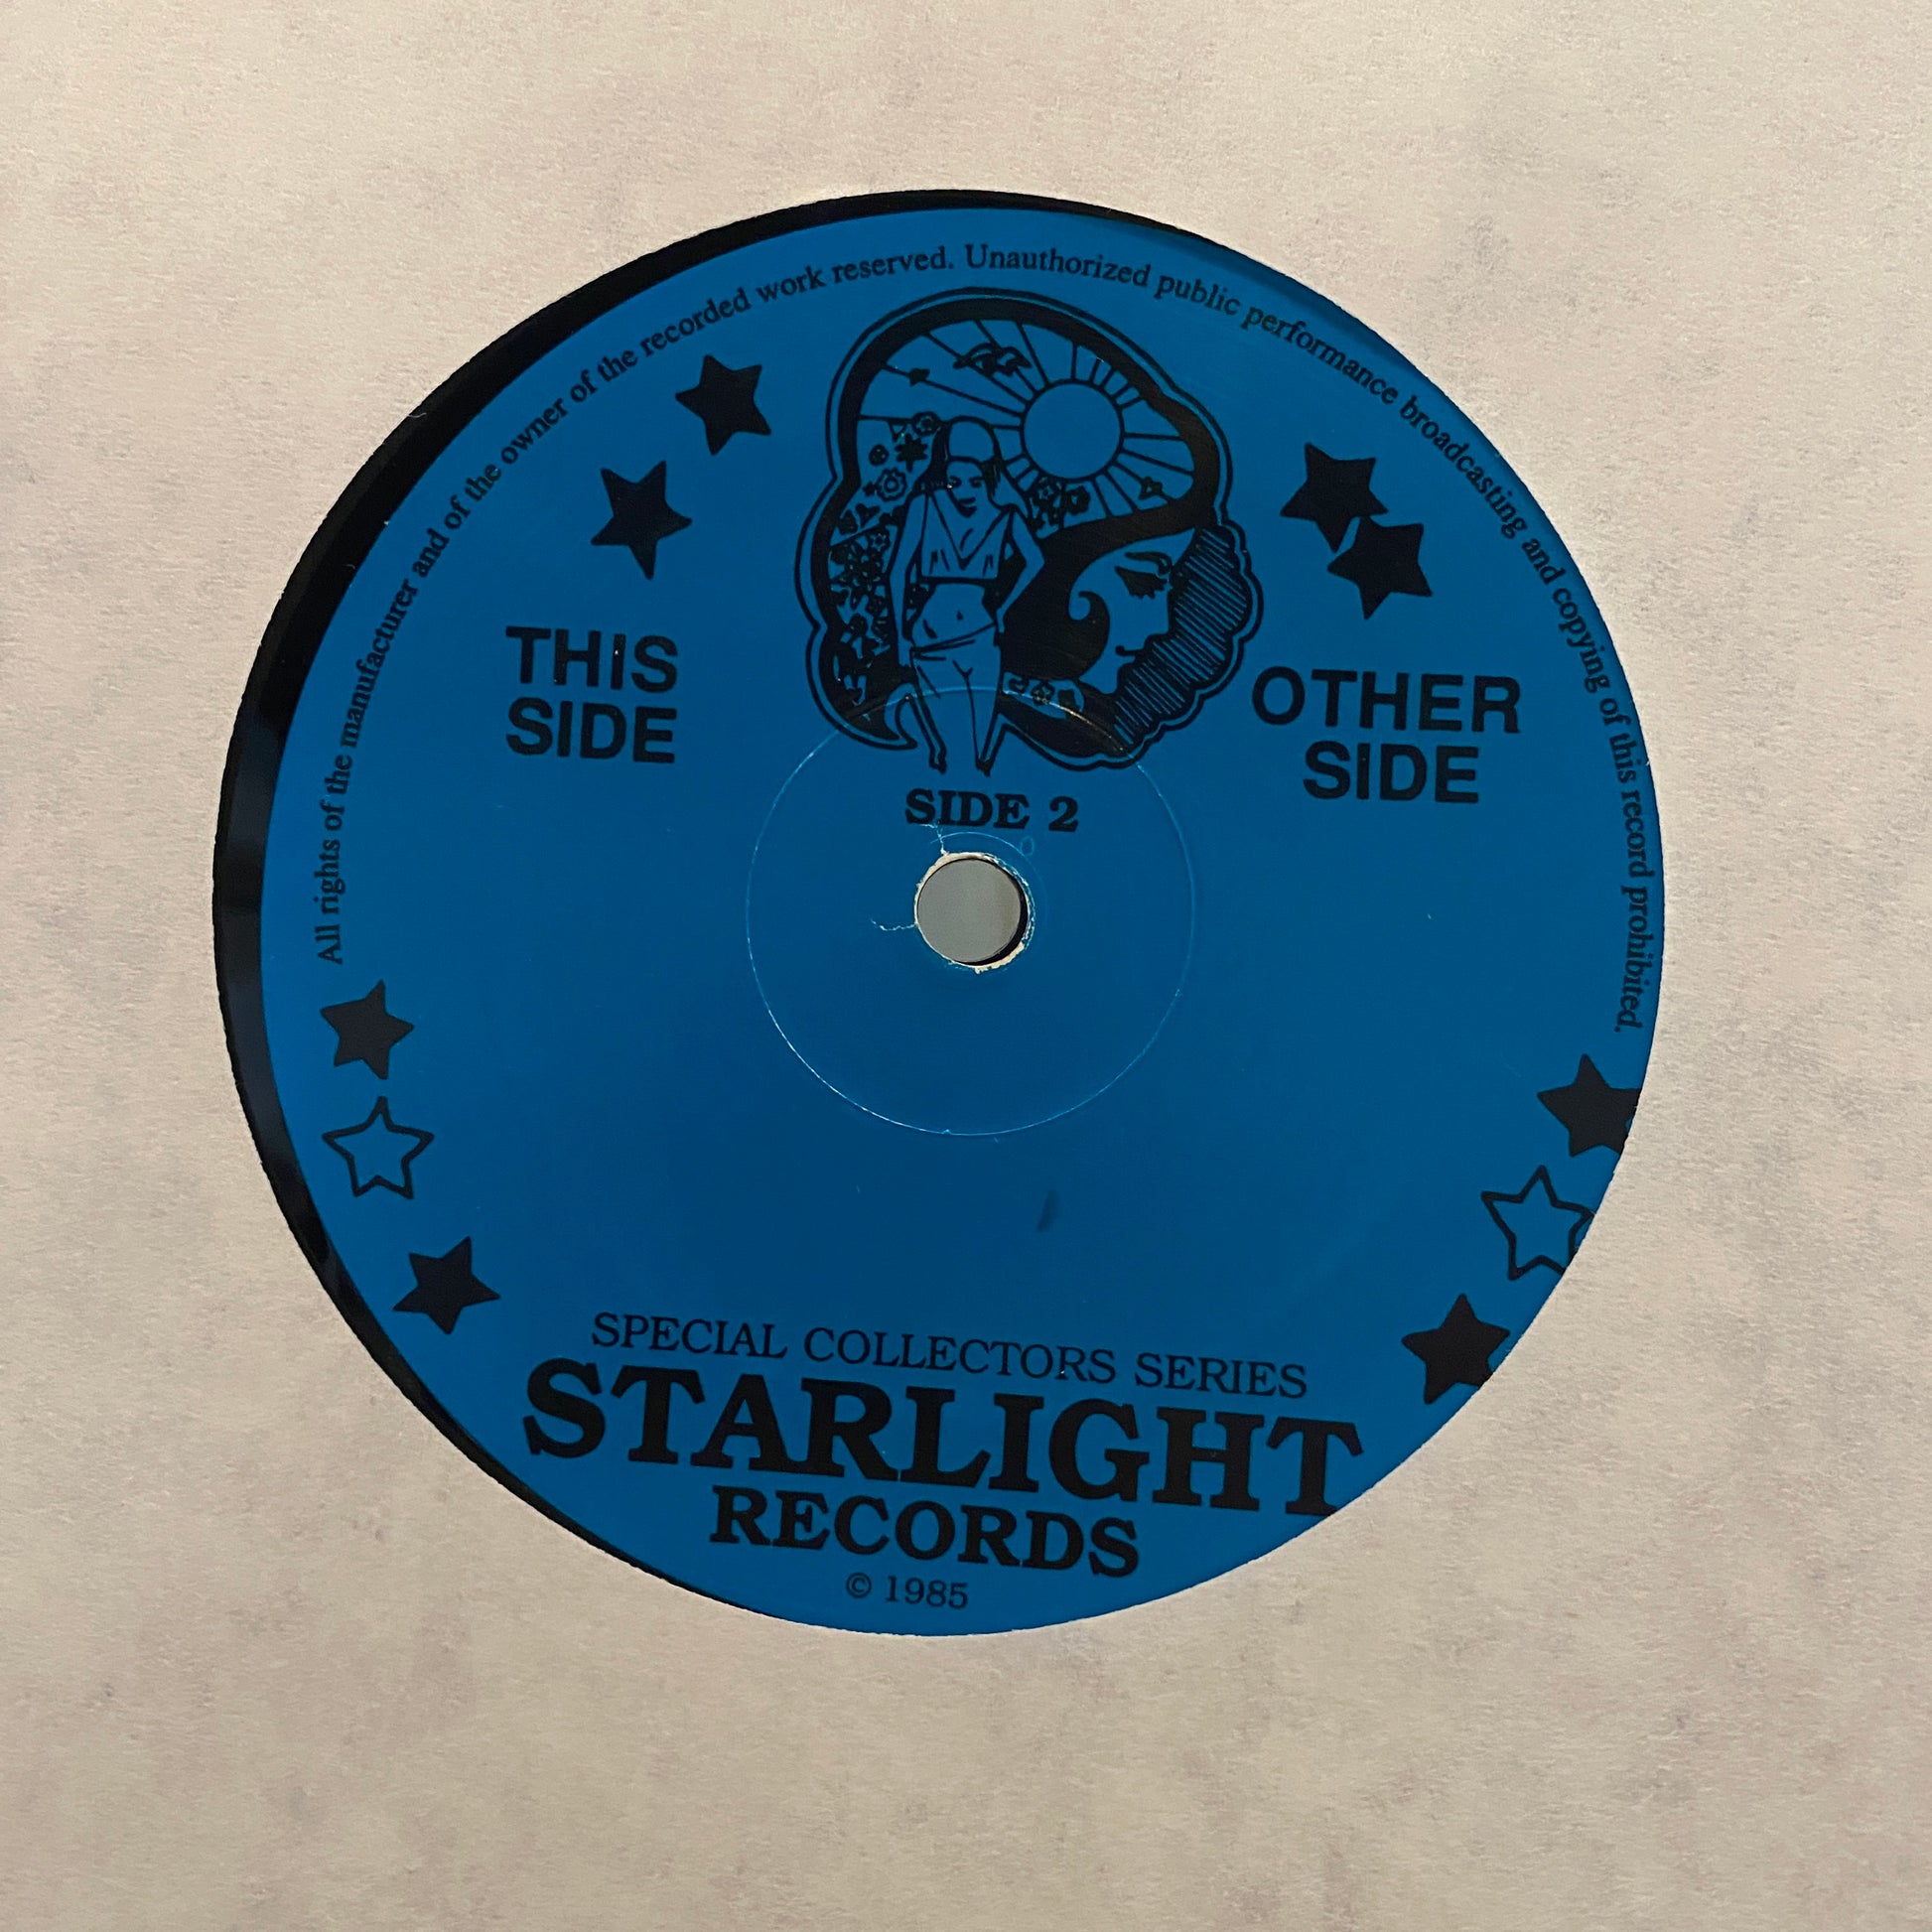 All rights of the manufacturer and of the owner of the recorded work reserved. Unauthorized public performance broadcasting and copying of this record prohibited.
THIS
SIDE
OTHER
SIDE
SIDE 2
SPECIAL COLLECTORS SERIES
STARLIGHT
RECORDS
© 1985